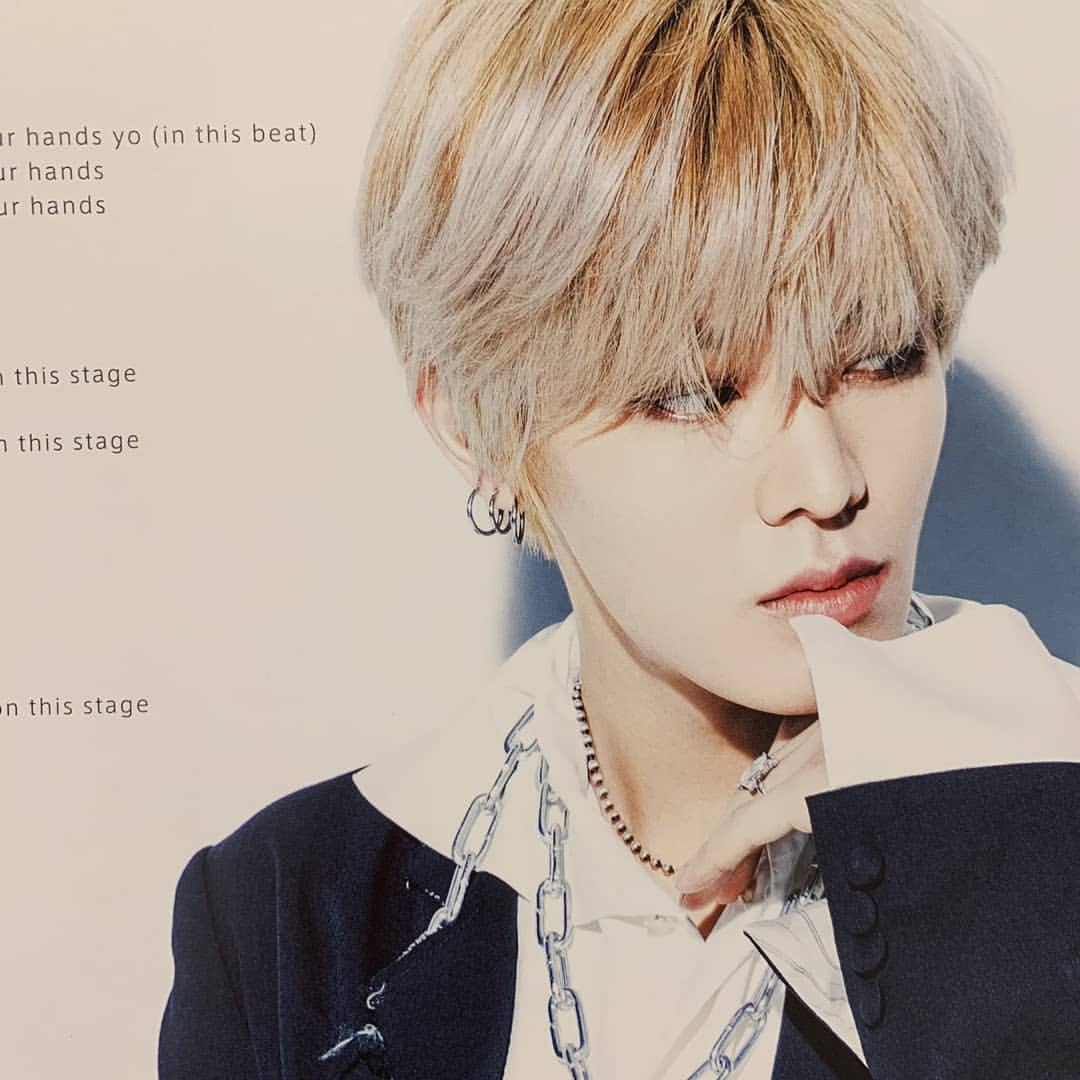 ur hands yo (in this beat)
ur hands
ur hands
this stage
this stage
on this stage